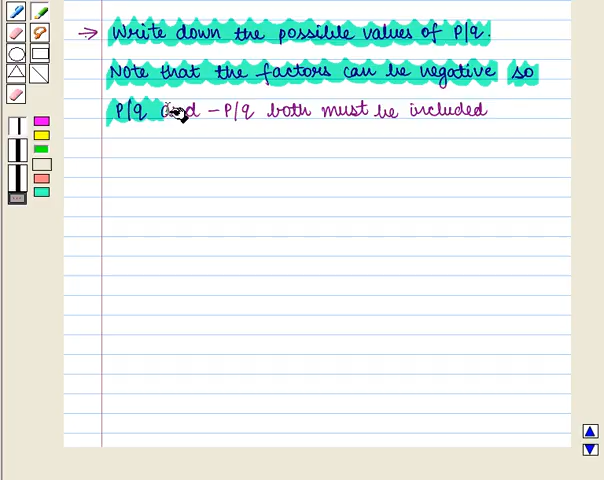 → Write down the possible values of P/q.
Note that the factors can be negative so
P/q and - P/q both must be included